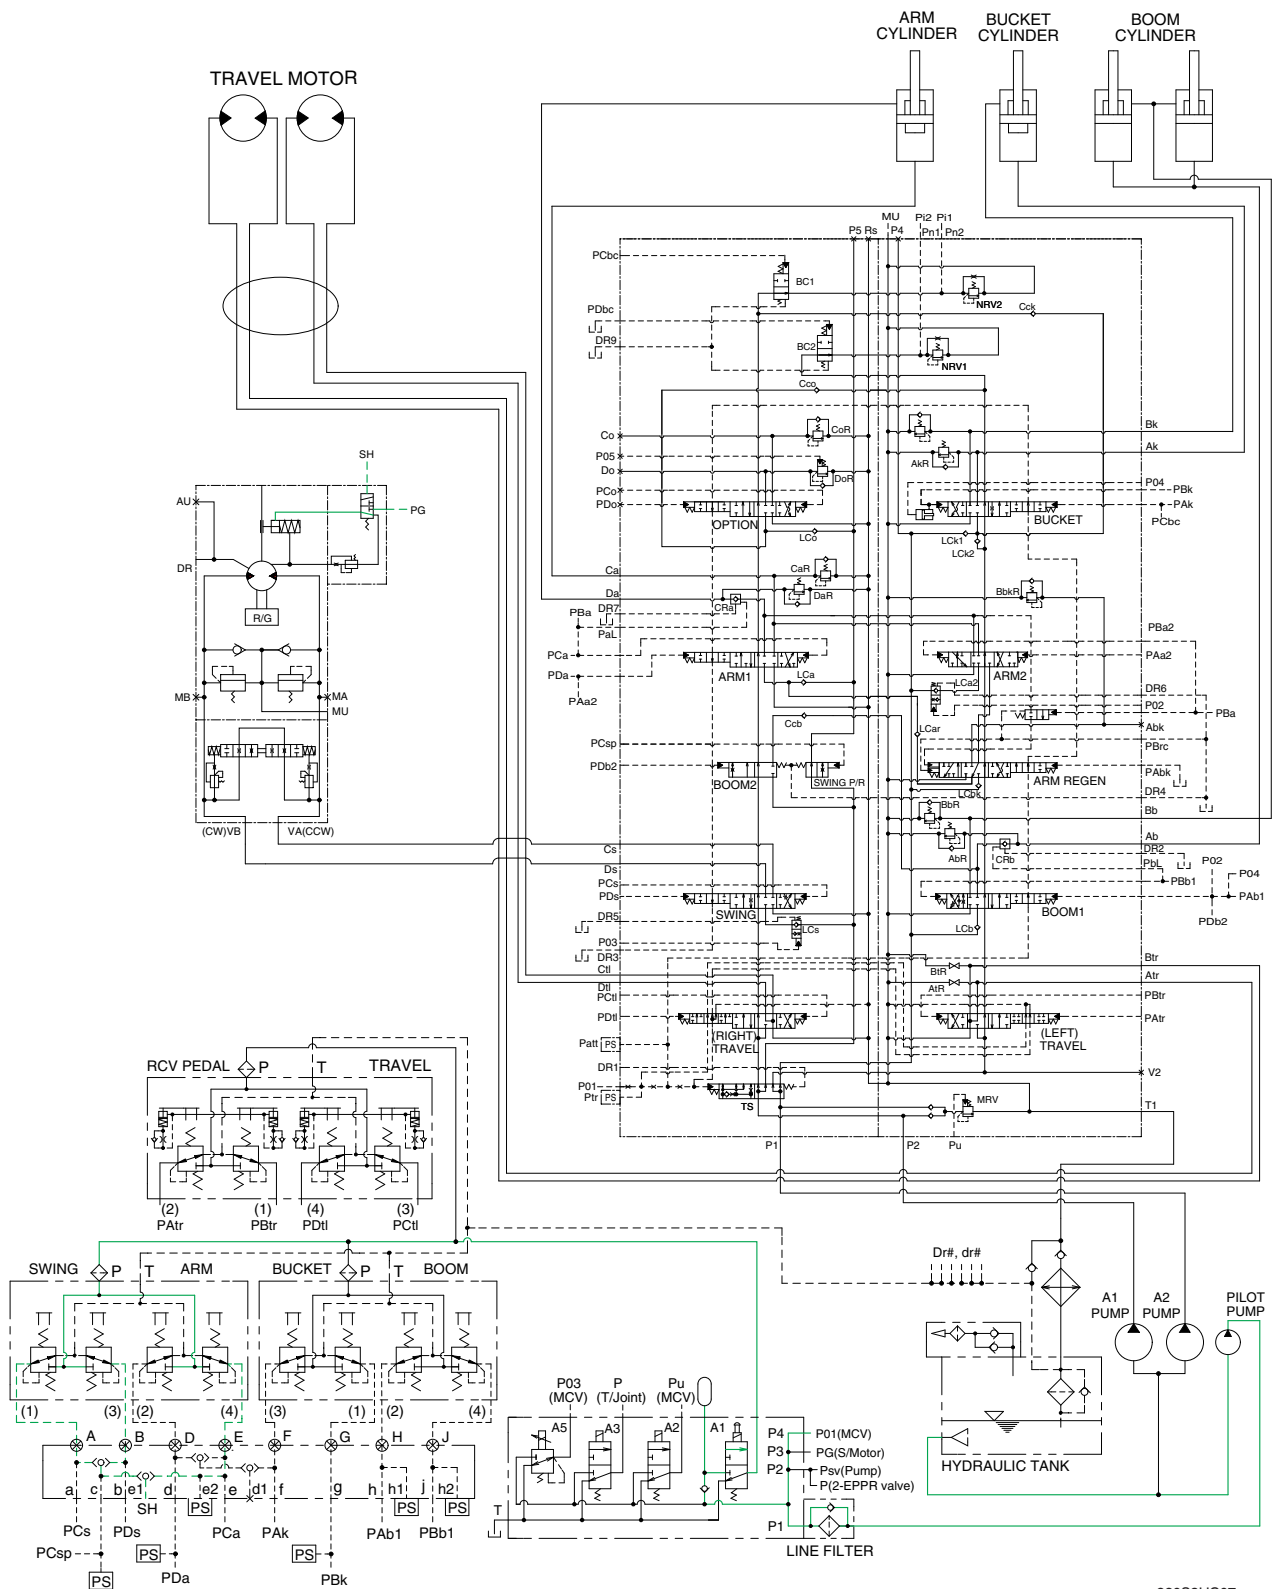 ARM
CYLINDER
BUCKET
CYLINDER
BOOM
CYLINDER
TRAVEL MOTOR
MU
Pi2 Pi1
P5 Rs
P4
Pn1 Pn2
PCbc
BC1
NRV2
Cck
PDbc
DR9
BC2
NRV1
Cco
Co
CoR
Bk
P05
AkR
Ak
Do
DoR
P04
PCo
PBk
PDo
PAk
OPTION
BUCKET
PCbc
LCo
LCk1
LCk2
SH
AU
PG
DR
R/G
MB
MA
MU
(CW)VB
VA(CCW)
Ca
CaR
Da
DaR
BbkR
CRa
PBa
DR7
PaL
PBa2
PCa
PAa2
PDa
ARM1
ARM2
PAa2
LCa
LCa2
DR6
P02
Ccb
PBa
LCar
Abk
PCsp
PBrc
PDb2
PAbk
BOOM2
SWING P/R
ARM REGEN
LCbk
DR4
BbR
Bb
AbR
CRb
Ab
Cs
DR2
Ds
PbL
P02
P04
PCs
PBb1
PDs
PAb1
SWING
BOOM1
DR5
LCs
PDb2
P03
LCb
DR3
Ctl
BtR
Btr
Atr
Dtl
AtR
PCtl
PBtr
PDtl
PAtr
(RIGHT)
TRAVEL
(LEFT)
TRAVEL
Patt PS
DR1
V2
P01
Ptr PS
TS
MRV
T1
P1
P2
Pu
RCV PEDAL
P
T
TRAVEL
(2)
(1)
(4)
(3)
PAtr
PBtr
PDtl
PCtl
SWING
P
T
ARM
BUCKET
P
T
BOOM
(1)
(3)
(2)
(4)
(3)
(1)
(2)
(4)
A
B
D
E
F
G
H
J
a
c
b
e1
d
e2
e
d1
f
g
h
h1
j
h2
SH
PS
PS
PS
PCs
PDs
PCa
PAk
PAb1
PBb1
PCsp
PS
PS
PS
PDa
PBk
Dr#, dr#
A1
PUMP
A2
PUMP
PILOT
PUMP
HYDRAULIC TANK
P03
(MCV)
P
(T/Joint)
Pu
(MCV)
A5
A3
A2
A1
P4
P01(MCV)
P3
PG(S/Motor)
P2
Psv(Pump)
P(2-EPPR valve)
T
P1
LINE FILTER